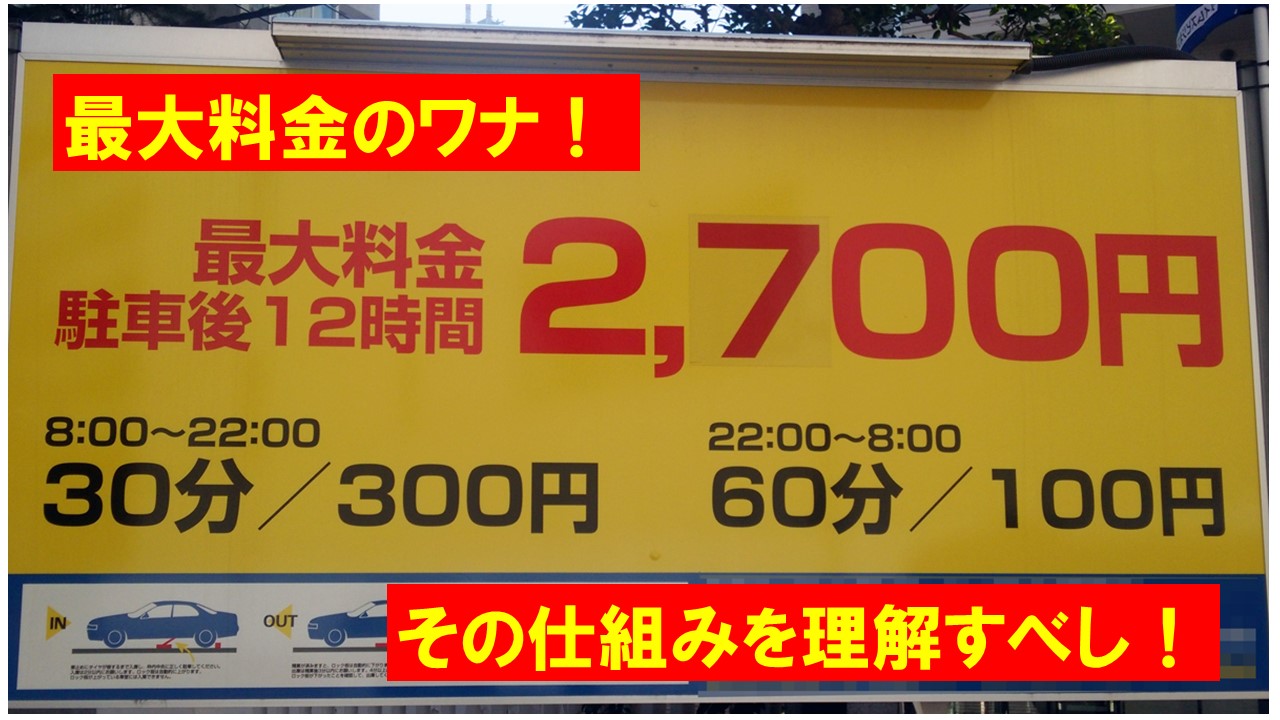 最大料金のワナ！
最大料金
駐車後12時間
2,700円
8:00～22:00
30分／300円
22:00～8:00
60分／100円
IN
OUT
その仕組みを理解すべし！